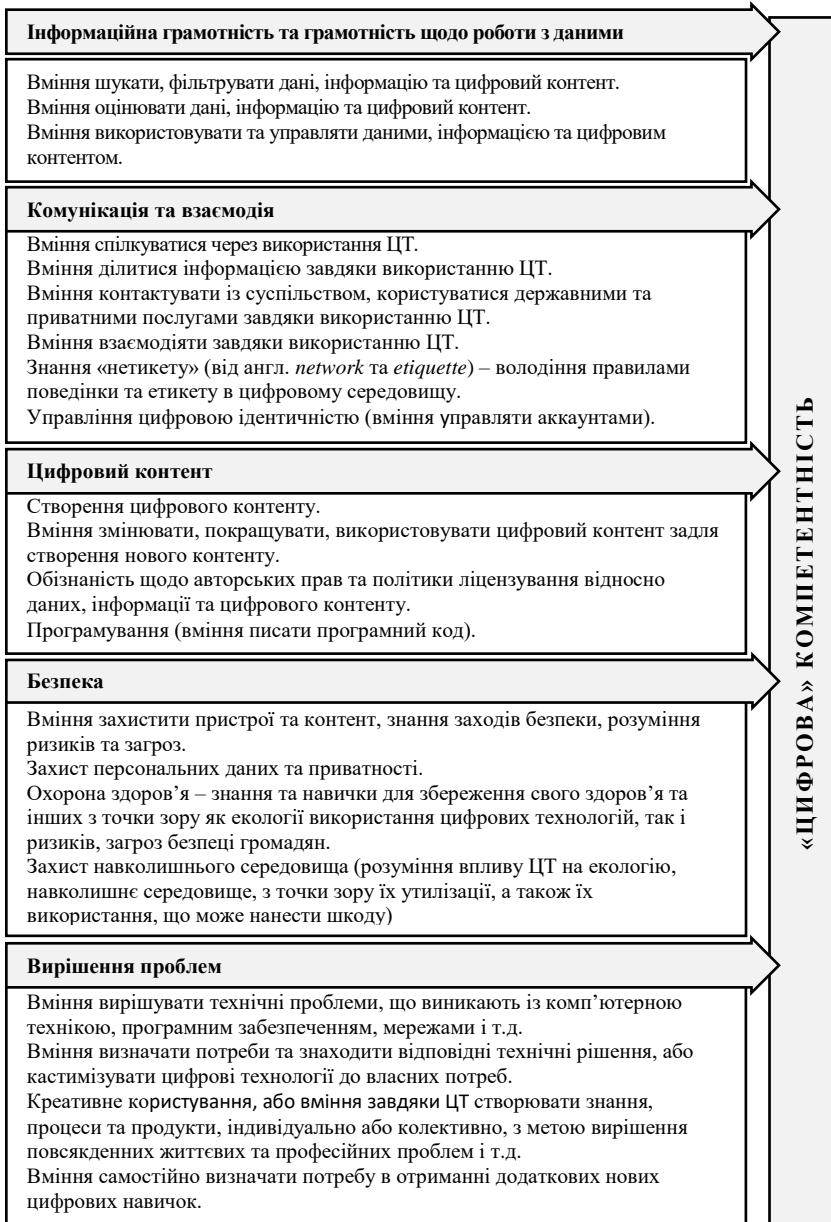 Інформаційна грамотність та грамотність щодо роботи з даними
Вміння шукати, фільтрувати дані, інформацію та цифровий контент.
Вміння оцінювати дані, інформацію та цифровий контент.
Вміння використовувати та управляти даними, інформацією та цифровим
контентом.
Комунікація та взаємодія
Вміння спілкуватися через використання ЦТ.
Вміння ділитися інформацією завдяки використанню ЦТ.
Вміння контактувати із суспільством, користуватися державними та
приватними послугами завдяки використанню ЦТ.
Вміння взаємодіяти завдяки використанню ЦТ.
Знання «нетикету» (від англ. network та etiquette) – володіння правилами
поведінки та етикету в цифровому середовищу.
Управління цифровою ідентичністю (вміння управляти аккаунтами).
Цифровий контент
Створення цифрового контенту.
Вміння змінювати, покращувати, використовувати цифровий контент задля
створення нового контенту.
Обізнаність щодо авторських прав та політики ліцензування відносно
даних, інформації та цифрового контенту.
Програмування (вміння писати програмний код).
Безпека
Вміння захистити пристрої та контент, знання заходів безпеки, розуміння
ризиків та загроз.
Захист персональних даних та приватності.
Охорона здоров’я – знання та навички для збереження свого здоров’я та
інших з точки зору як екології використання цифрових технологій, так і
ризиків, загроз безпеці громадян.
Захист навколишнього середовища (розуміння впливу ЦТ на екологію,
навколишнє середовище, з точки зору їх утилізації, а також їх
використання, що може нанести шкоду)
Вирішення проблем
Вміння вирішувати технічні проблеми, що виникають із комп’ютерною
технікою, програмним забезпеченням, мережами і т.д.
Вміння визначати потреби та знаходити відповідні технічні рішення, або
кастимізувати цифрові технології до власних потреб.
Креативне користування, або вміння завдяки ЦТ створювати знання,
процеси та продукти, індивідуально або колективно, з метою вирішення
повсякденних життєвих та професійних проблем і т.д.
Вміння самостійно визначати потребу в отриманні додаткових нових
цифрових навичок.
«ЦИФРОВА» КОМПЕТЕНТНІСТЬ